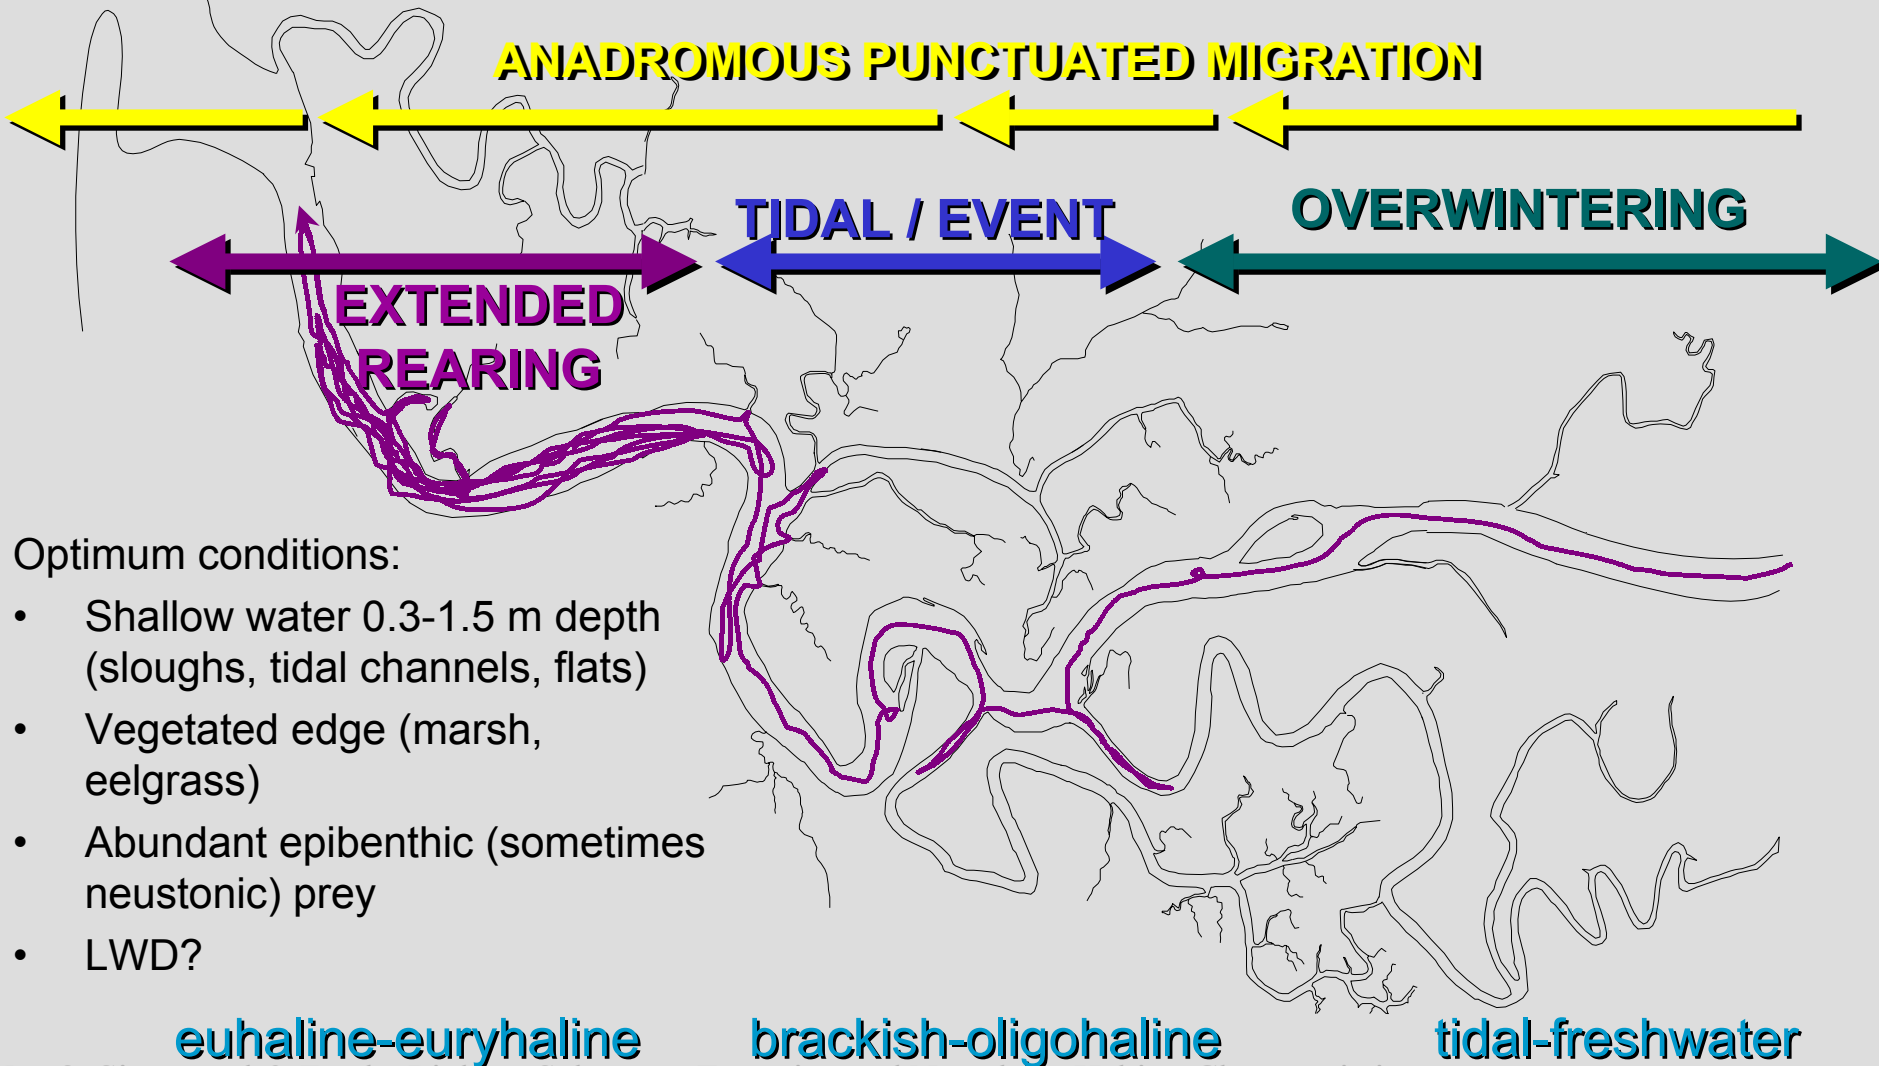 ANADROMOUS PUNCTUATED MIGRATION
TIDAL / EVENT
OVERWINTERING
EXTENDED
REARING
Optimum conditions:
• Shallow water 0.3-1.5 m depth
(sloughs, tidal channels, flats)
• Vegetated edge (marsh,
eelgrass)
• Abundant epibenthic (sometimes
neustonic) prey
• LWD?
euhaline-euryhaline
brackish-oligohaline
tidal-freshwater